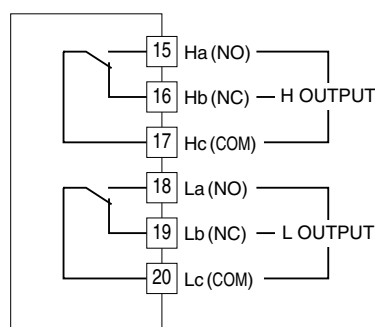 15 Ha (NO)
16 Hb (NC) H OUTPUT
17 Hc (COM)
18 La (NO)
19 Lb (NC) L OUTPUT
20 Lc (COM)